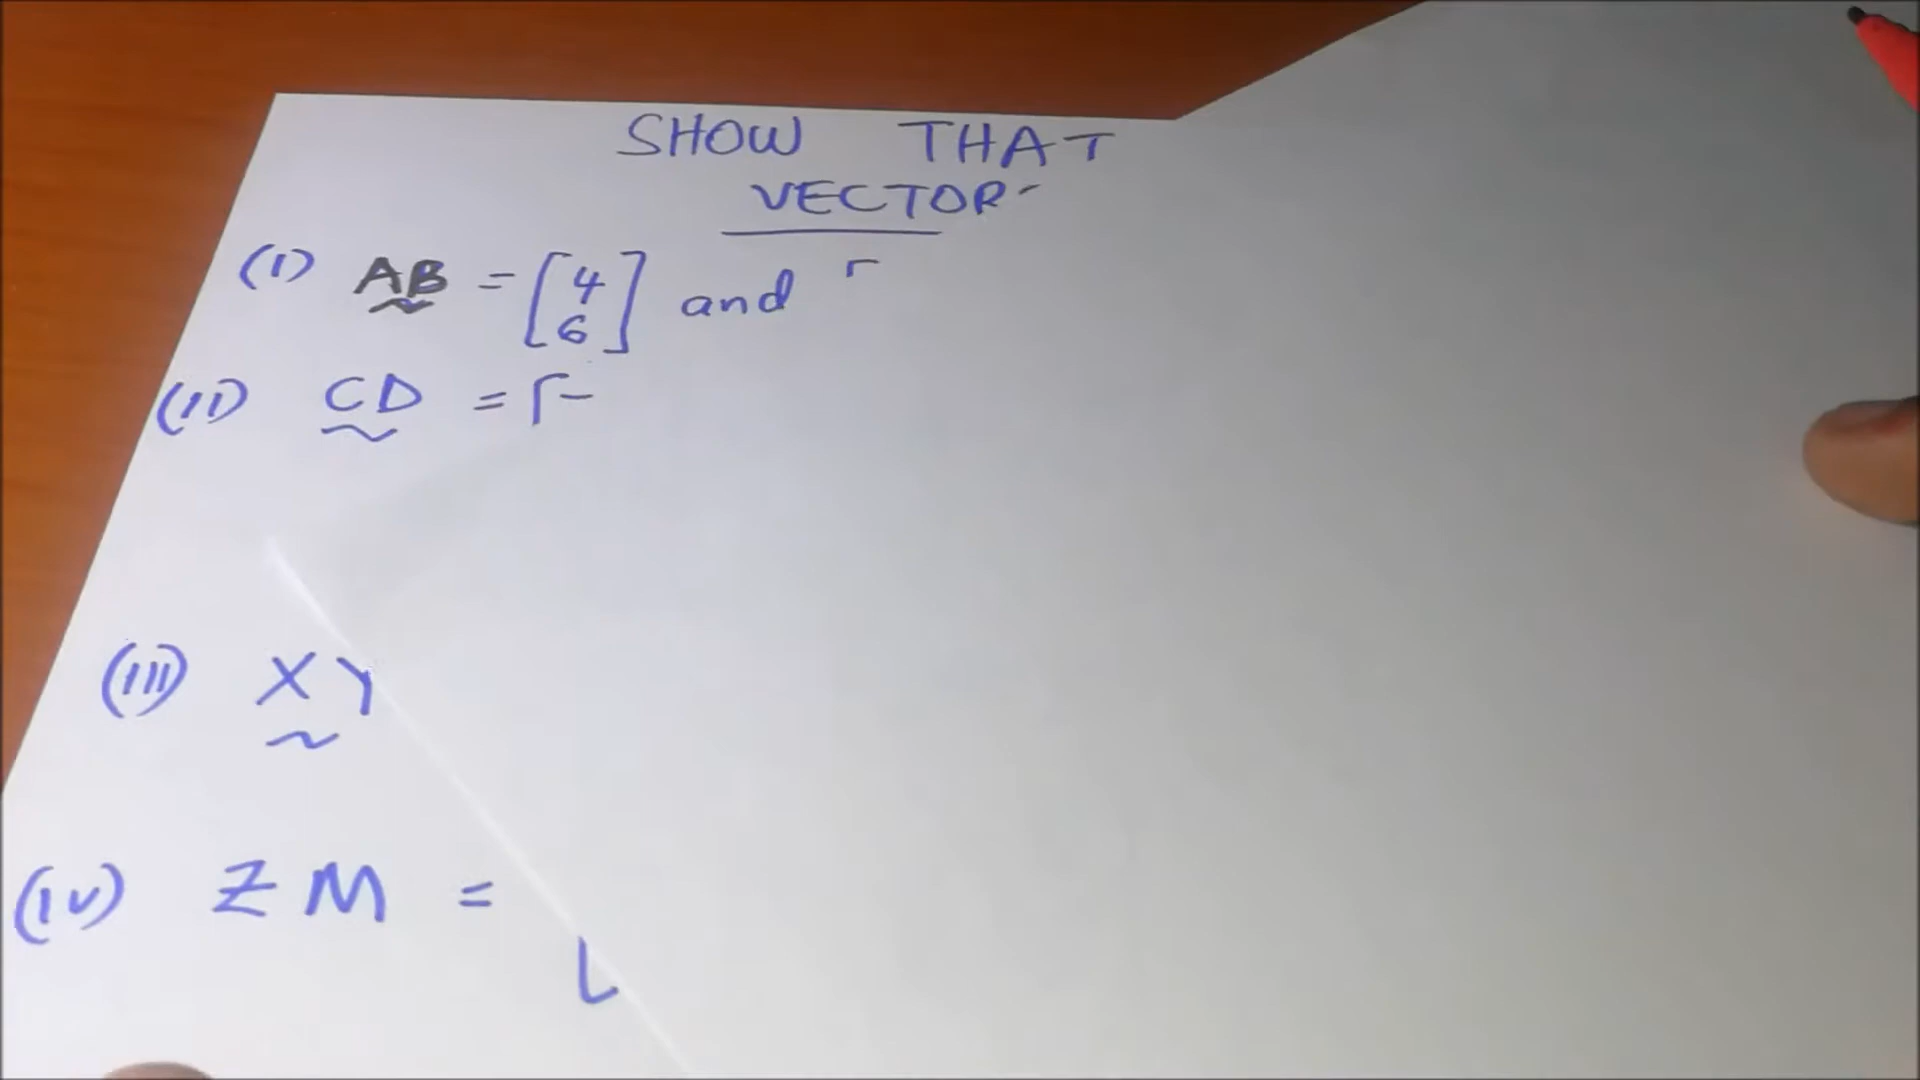 SHOW THAT
VECTOR
(i) AB = [4 6] and
(ii) CD = [-
(iii) XY
(iv) ZM =